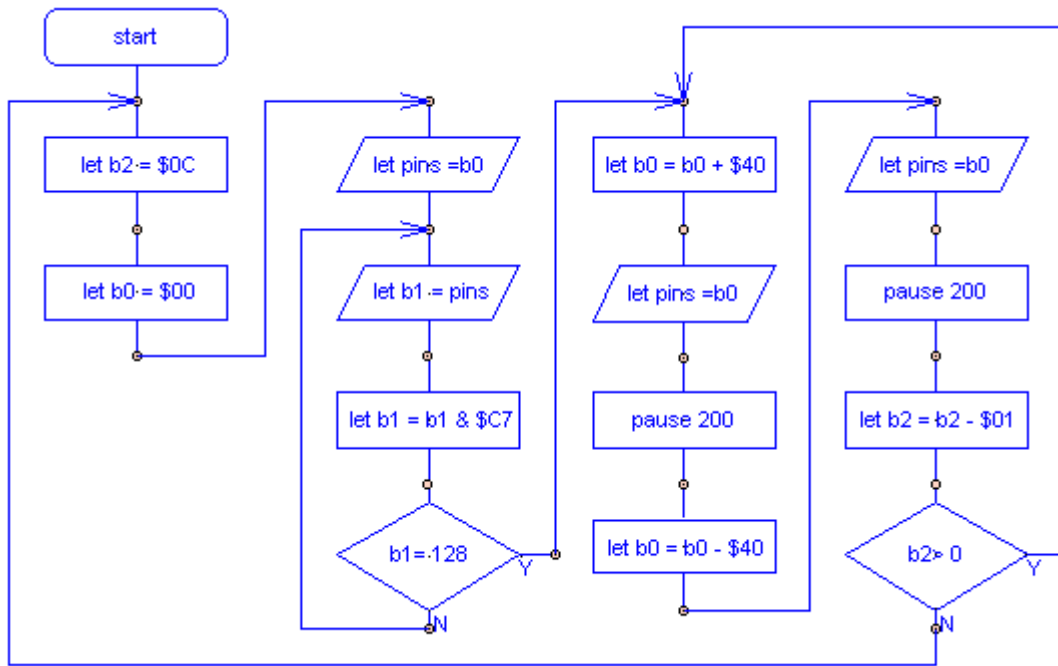 start
let b2 = $0C
let b0 = $00
let pins =b0
let b1 = pins
let b1 = b1 & $C7
b1= 128
Y
N
let b0 = b0 + $40
let pins =b0
pause 200
let b0 = b0 - $40
let pins =b0
pause 200
let b2 = b2 - $01
b2> 0
Y
N